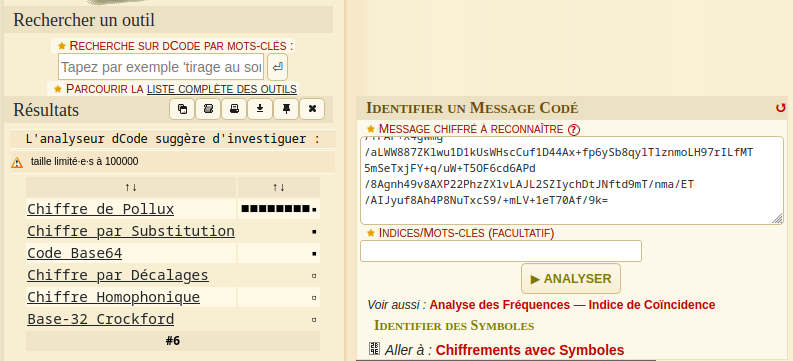 Rechercher un outil
★ Recherche sur dCode par mots-clés :
Tapez par exemple 'tirage au soi
★ Parcourir la liste complète des outils
Résultats
L'analyseur dCode suggère d'investiguer :
taille limité·e·s à 100000
↑↓ ↑↓
Chiffre de Pollux ■■■■■■■■▪
Chiffre par Substitution ▪
Code Base64 ▪
Chiffre par Décalages ▫
Chiffre Homophonique ▫
Base-32 Crockford ▫
#6
Identifier un Message Codé
★ Message chiffré à reconnaître (?)
/aLWW887ZK1wu1D1kUsWHscCuf1D44Ax+fp6ySb8qylTlznmoLH97rILfMT
5mSeTxjFY+q/uW+T5OF6cd6APd
/8Agnh49v8AXP22PhzZX1vLAJL2SZIychDtJNftd9mT/nma/ET
/AIJyuf8Ah4P8NuTxcS9/+mLV+1eT70Af/9k=
★ Indices/Mots-clés (facultatif)
▶ ANALYSER
Voir aussi : Analyse des Fréquences — Indice de Coïncidence
Identifier des Symboles
Aller à : Chiffrements avec Symboles